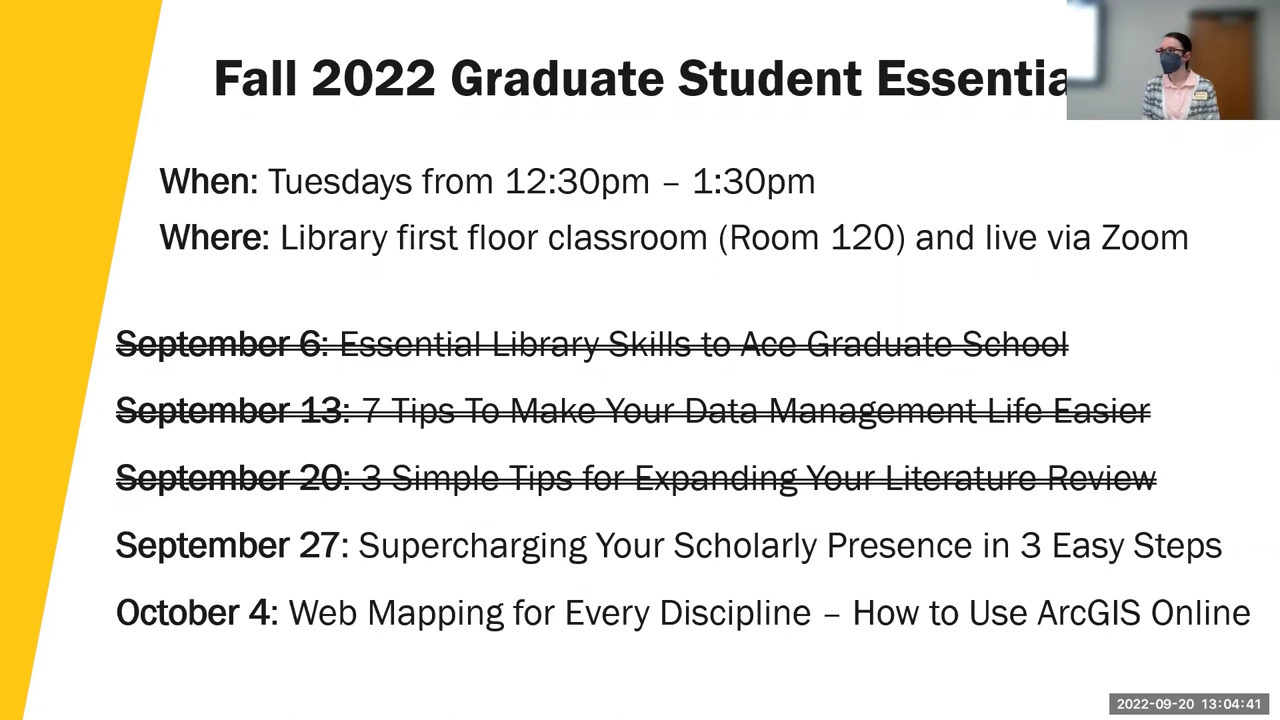 Fall 2022 Graduate Student
When: Tuesdays from 12:30pm – 1:30pm
Where: Library first floor classroom (Room 120) and live via Zoom
September 6: Essential Library Skills to Ace Graduate School
September 13: 7 Tips To Make Your Data Management Life Easier
September 20: 3 Simple Tips for Expanding Your Literature Review
September 27: Supercharging Your Scholarly Presence in 3 Easy Steps
October 4: Web Mapping for Every Discipline – How to Use ArcGIS Online
2022-09-20 13:04:41